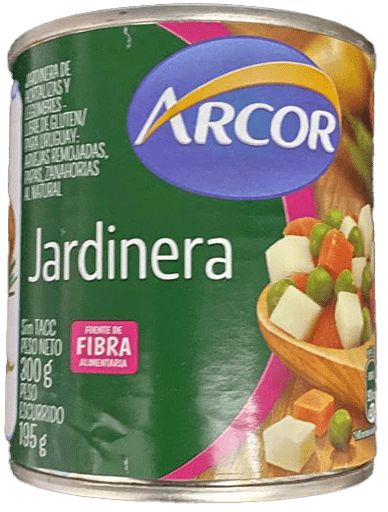 JARDINERA DE
HORTALIZAS Y
LEGUMBRES -
LIBRE DE GLUTEN/
PARA URUGUAY:
ARVEJAS REMOJADAS,
PAPAS, ZANAHORIAS
AL NATURAL
ARCOR
Jardinera
Sin TACC
PESO NETO
300 g
PESO
ESCURRIDO
195 g
FUENTE DE
FIBRA
ALIMENTARIA